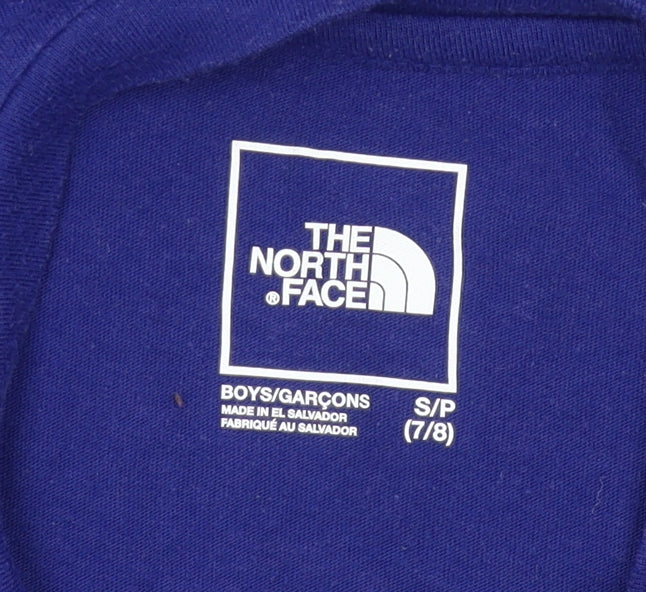 THE
NORTH
® FACE
BOYS/GARÇONS
MADE IN EL SALVADOR
FABRIQUÉ AU SALVADOR
S/P
(7/8)